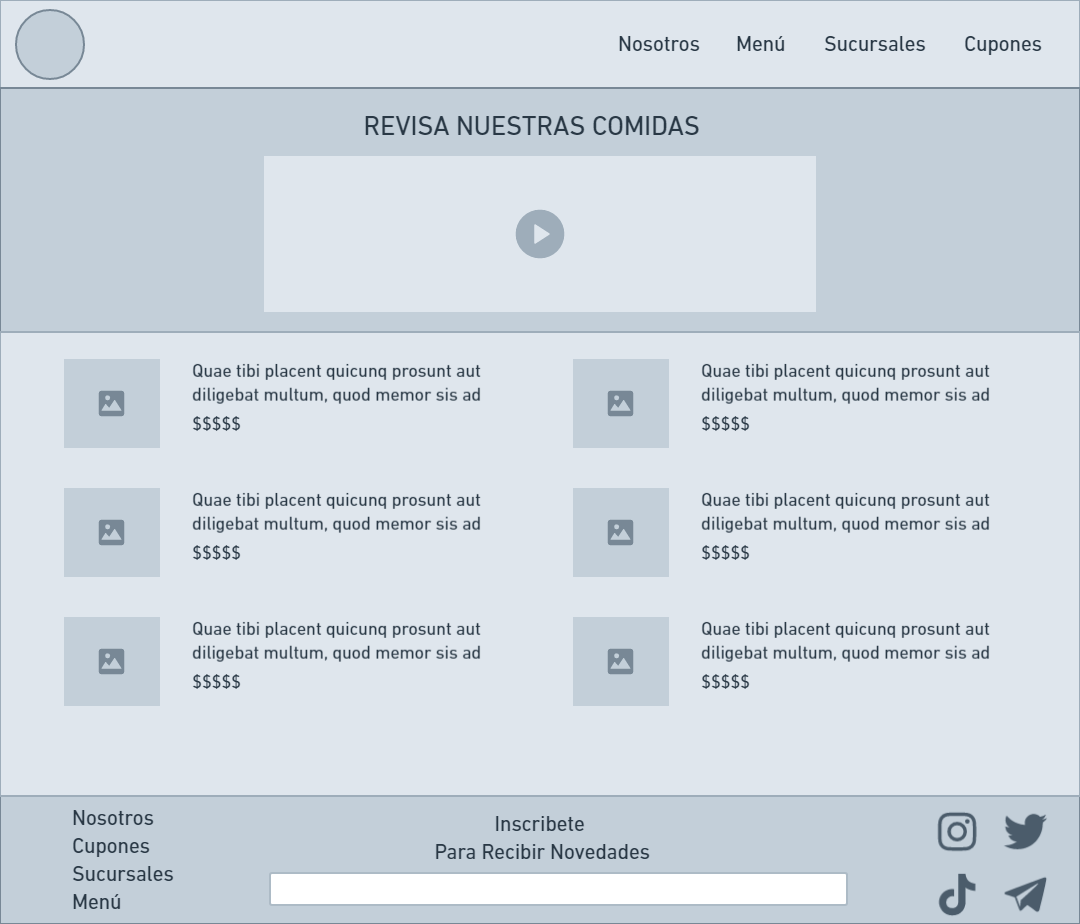 Nosotros
Menú
Sucursales
Cupones
REVISA NUESTRAS COMIDAS
Quae tibi placent quicunq prosunt aut
diligebat multum, quod memor sis ad
$$$$$
Quae tibi placent quicunq prosunt aut
diligebat multum, quod memor sis ad
$$$$$
Quae tibi placent quicunq prosunt aut
diligebat multum, quod memor sis ad
$$$$$
Quae tibi placent quicunq prosunt aut
diligebat multum, quod memor sis ad
$$$$$
Quae tibi placent quicunq prosunt aut
diligebat multum, quod memor sis ad
$$$$$
Quae tibi placent quicunq prosunt aut
diligebat multum, quod memor sis ad
$$$$$
Nosotros
Cupones
Sucursales
Menú
Inscribete
Para Recibir Novedades